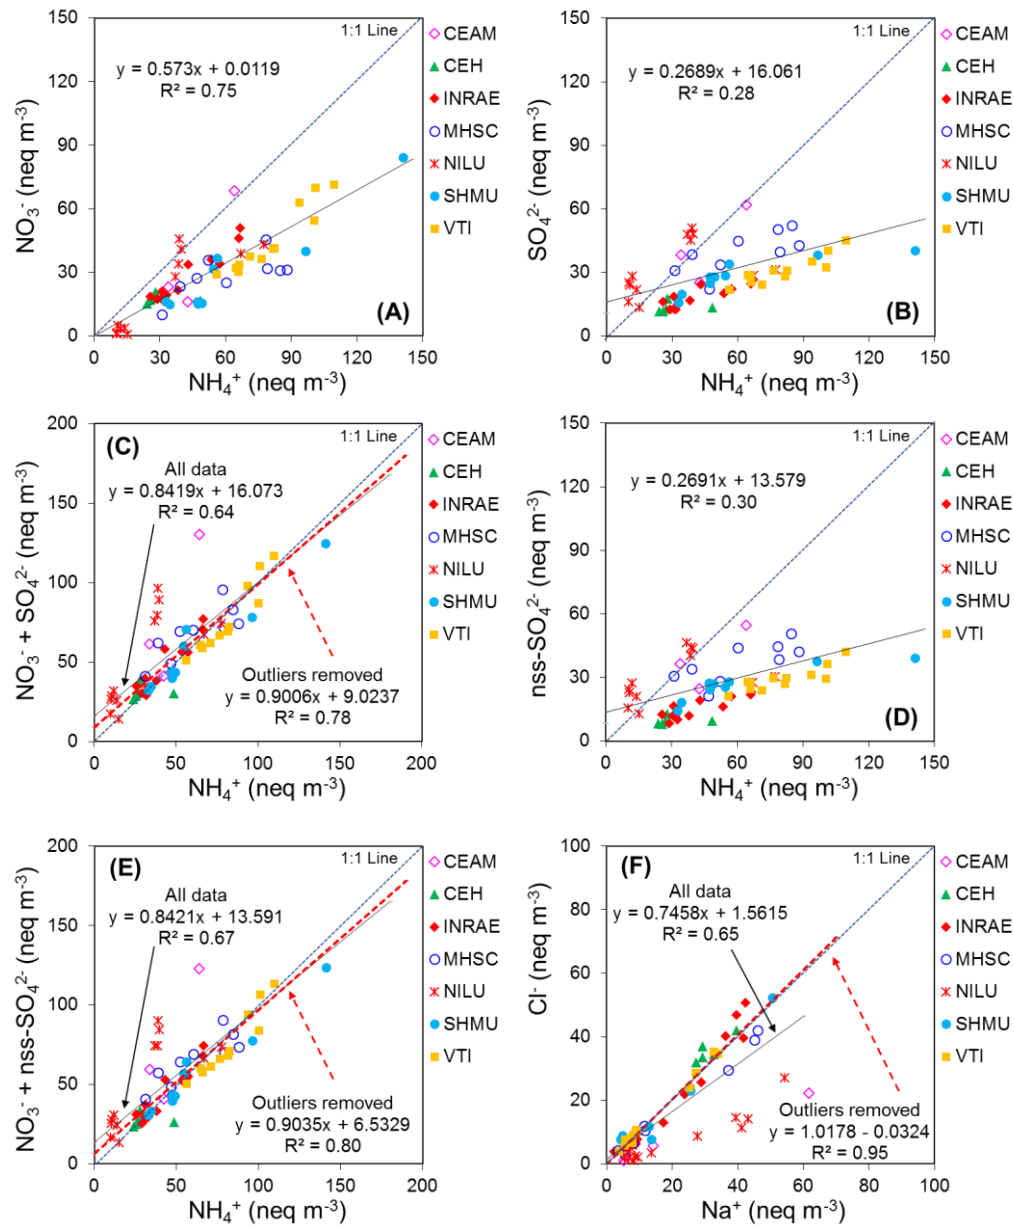 150
120
90
60
30
0
0
30
60
90
120
150
NO₃⁻ (neq m⁻³)
NH₄⁺ (neq m⁻³)
1:1 Line
y = 0.573x + 0.0119
R² = 0.75
(A)
CEAM
CEH
INRAE
MHSC
NILU
SHMU
VTI
150
120
90
60
30
0
0
30
60
90
120
150
SO₄²⁻ (neq m⁻³)
NH₄⁺ (neq m⁻³)
1:1 Line
y = 0.2689x + 16.061
R² = 0.28
(B)
CEAM
CEH
INRAE
MHSC
NILU
SHMU
VTI
200
150
100
50
0
0
50
100
150
200
NO₃⁻ + SO₄²⁻ (neq m⁻³)
NH₄⁺ (neq m⁻³)
(C)
1:1 Line
All data
y = 0.8419x + 16.073
R² = 0.64
Outliers removed
y = 0.9006x + 9.0237
R² = 0.78
CEAM
CEH
INRAE
MHSC
NILU
SHMU
VTI
150
120
90
60
30
0
0
30
60
90
120
150
nss-SO₄²⁻ (neq m⁻³)
NH₄⁺ (neq m⁻³)
1:1 Line
y = 0.2691x + 13.579
R² = 0.30
(D)
CEAM
CEH
INRAE
MHSC
NILU
SHMU
VTI
200
150
100
50
0
0
50
100
150
200
NO₃⁻ + nss-SO₄²⁻ (neq m⁻³)
NH₄⁺ (neq m⁻³)
(E)
1:1 Line
All data
y = 0.8421x + 13.591
R² = 0.67
Outliers removed
y = 0.9035x + 6.5329
R² = 0.80
CEAM
CEH
INRAE
MHSC
NILU
SHMU
VTI
100
80
60
40
20
0
0
20
40
60
80
100
Cl⁻ (neq m⁻³)
Na⁺ (neq m⁻³)
(F)
1:1 Line
All data
y = 0.7458x + 1.5615
R² = 0.65
Outliers removed
y = 1.0178 - 0.0324
R² = 0.95
CEAM
CEH
INRAE
MHSC
NILU
SHMU
VTI